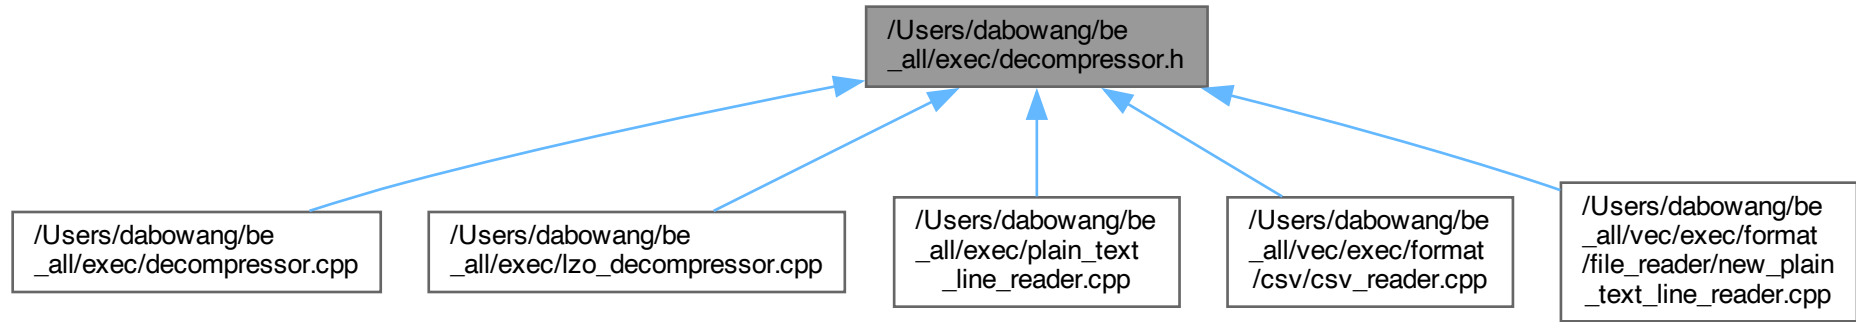 /Users/dabowang/be
_all/exec/decompressor.h
/Users/dabowang/be
_all/exec/decompressor.cpp
/Users/dabowang/be
_all/exec/lzo_decompressor.cpp
/Users/dabowang/be
_all/exec/plain_text
_line_reader.cpp
/Users/dabowang/be
_all/vec/exec/format
/csv/csv_reader.cpp
/Users/dabowang/be
_all/vec/exec/format
/file_reader/new_plain
_text_line_reader.cpp